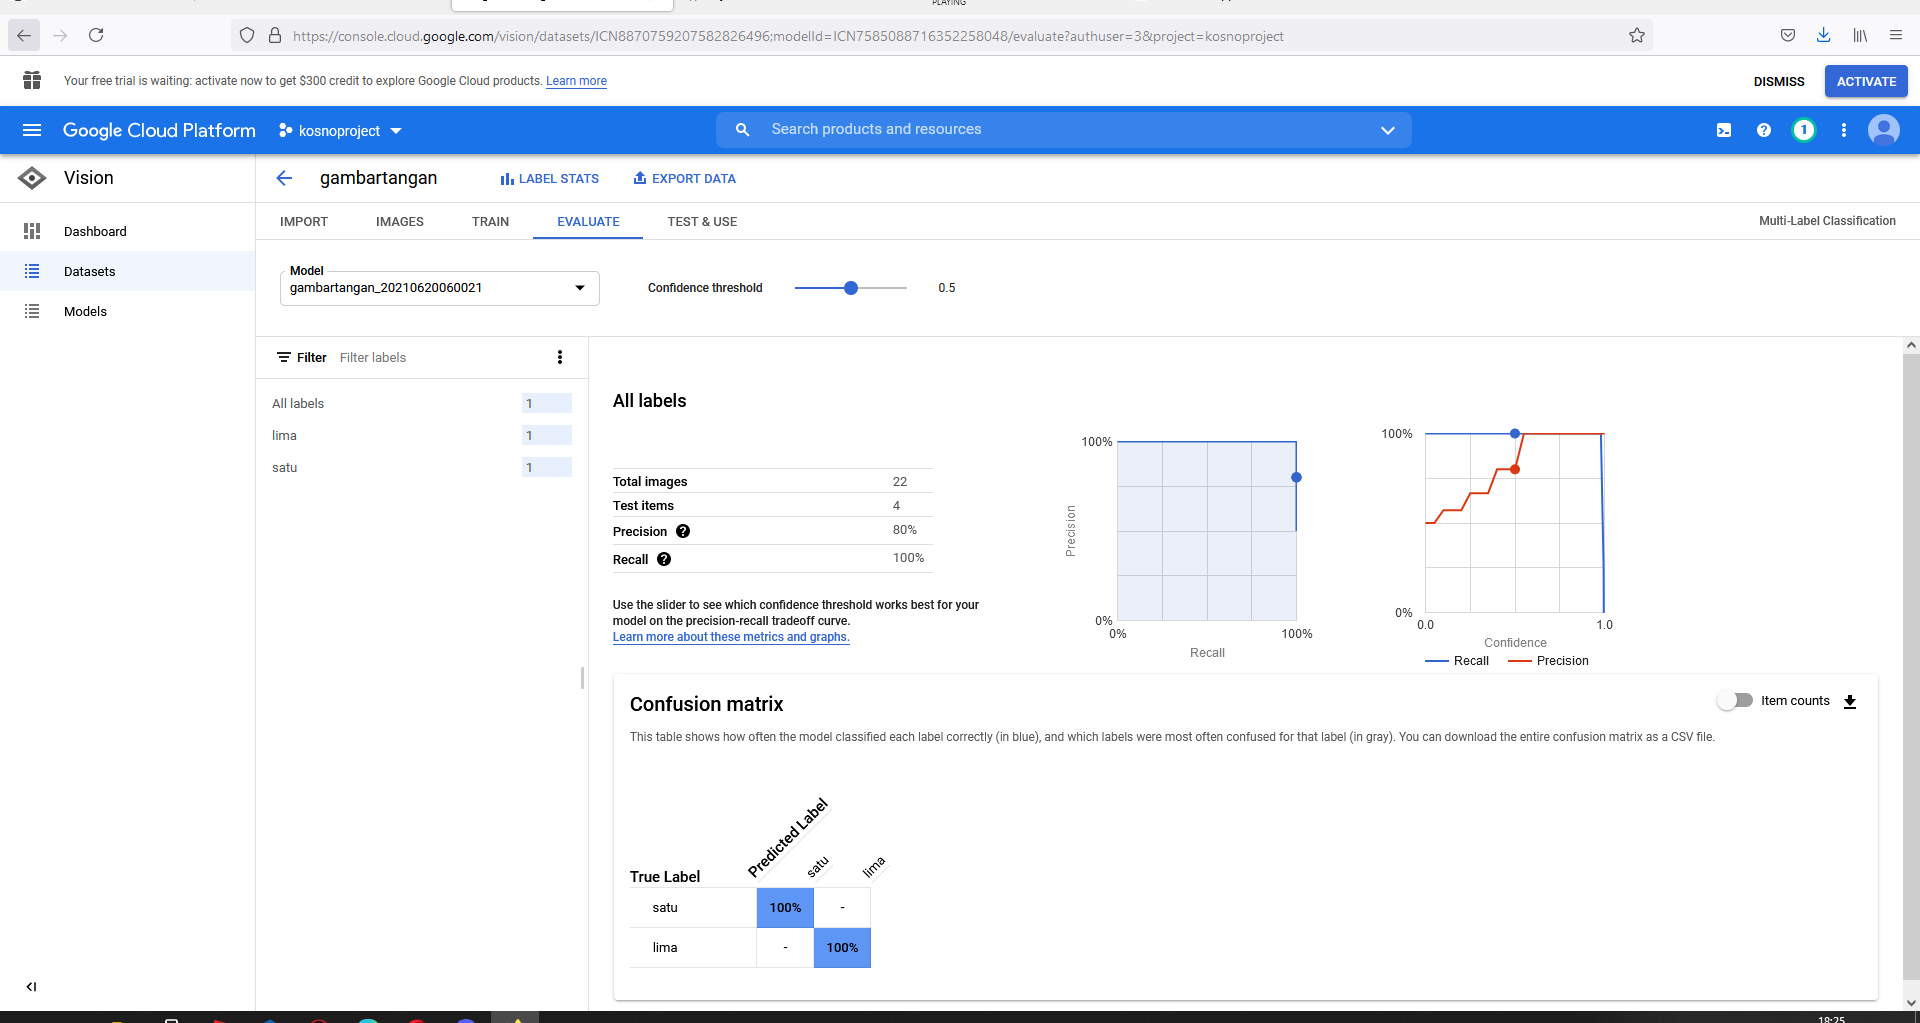 PLAYING
https://console.cloud.google.com/vision/datasets/ICN8870759207582826496;modelId=ICN7585088716352258048/evaluate?authuser=3&project=kosnoproject
Your free trial is waiting: activate now to get $300 credit to explore Google Cloud products. Learn more
DISMISS
ACTIVATE
Google Cloud Platform
kosnoproject
Search products and resources
1
Vision
gambartangan
LABEL STATS
EXPORT DATA
Dashboard
Datasets
Models
IMPORT
IMAGES
TRAIN
EVALUATE
TEST & USE
Multi-Label Classification
Model
gambartangan_20210620060021
Confidence threshold
0.5
Filter
Filter labels
All labels
1
lima
1
satu
1
All labels
Total images
22
Test items
4
Precision
80%
Recall
100%
Use the slider to see which confidence threshold works best for your
model on the precision-recall tradeoff curve.
Learn more about these metrics and graphs.
100%
Precision
0%
0%
100%
Recall
100%
0%
0.0
1.0
Confidence
Recall
Precision
Confusion matrix
Item counts
This table shows how often the model classified each label correctly (in blue), and which labels were most often confused for that label (in gray). You can download the entire confusion matrix as a CSV file.
True Label
Predicted Label
satu
lima
satu
100%
-
lima
-
100%
18:25